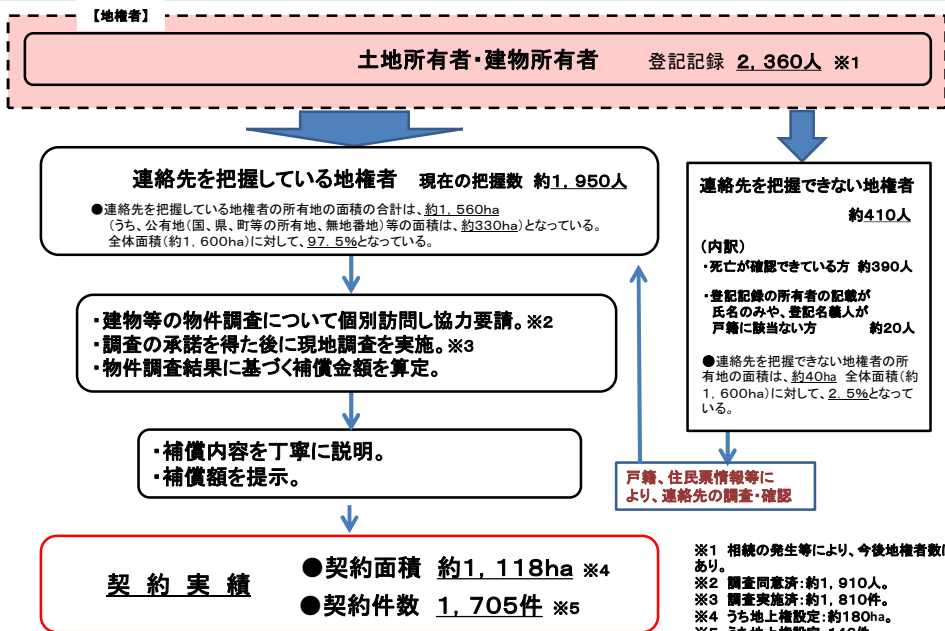 【地権者】
土地所有者・建物所有者 登記記録 2，360人 ※1
連絡先を把握している地権者 現在の把握数 約1，950人
●連絡先を把握している地権者の所有地の面積の合計は、約1，560ha
(うち、公有地(国、県、町等の所有地、無地番地)等の面積は、約330ha)となっている。
全体面積(約1，600ha)に対して、97．5%となっている。
・建物等の物件調査について個別訪問し協力要請。※2
・調査の承諾を得た後に現地調査を実施。※3
・物件調査結果に基づく補償金額を算定。
・補償内容を丁寧に説明。
・補償額を提示。
契 約 実 績
●契約面積 約1，118ha ※4
●契約件数 1，705件 ※5
連絡先を把握できない地権者
約410人
(内訳)
・死亡が確認できている方 約390人
・登記記録の所有者の記載が
氏名のみや、登記名義人が
戸籍に該当ない方 約20人
●連絡先を把握できない地権者の所
有地の面積は、約40ha 全体面積(約
1，600ha)に対して、2．5%となって
いる。
戸籍、住民票情報等に
より、連絡先の調査・確認
※1 相続の発生等により、今後地権者数
あり。
※2 調査同意済:約1，910人。
※3 調査実施済:約1，810件。
※4 うち地上権設定:約180ha。